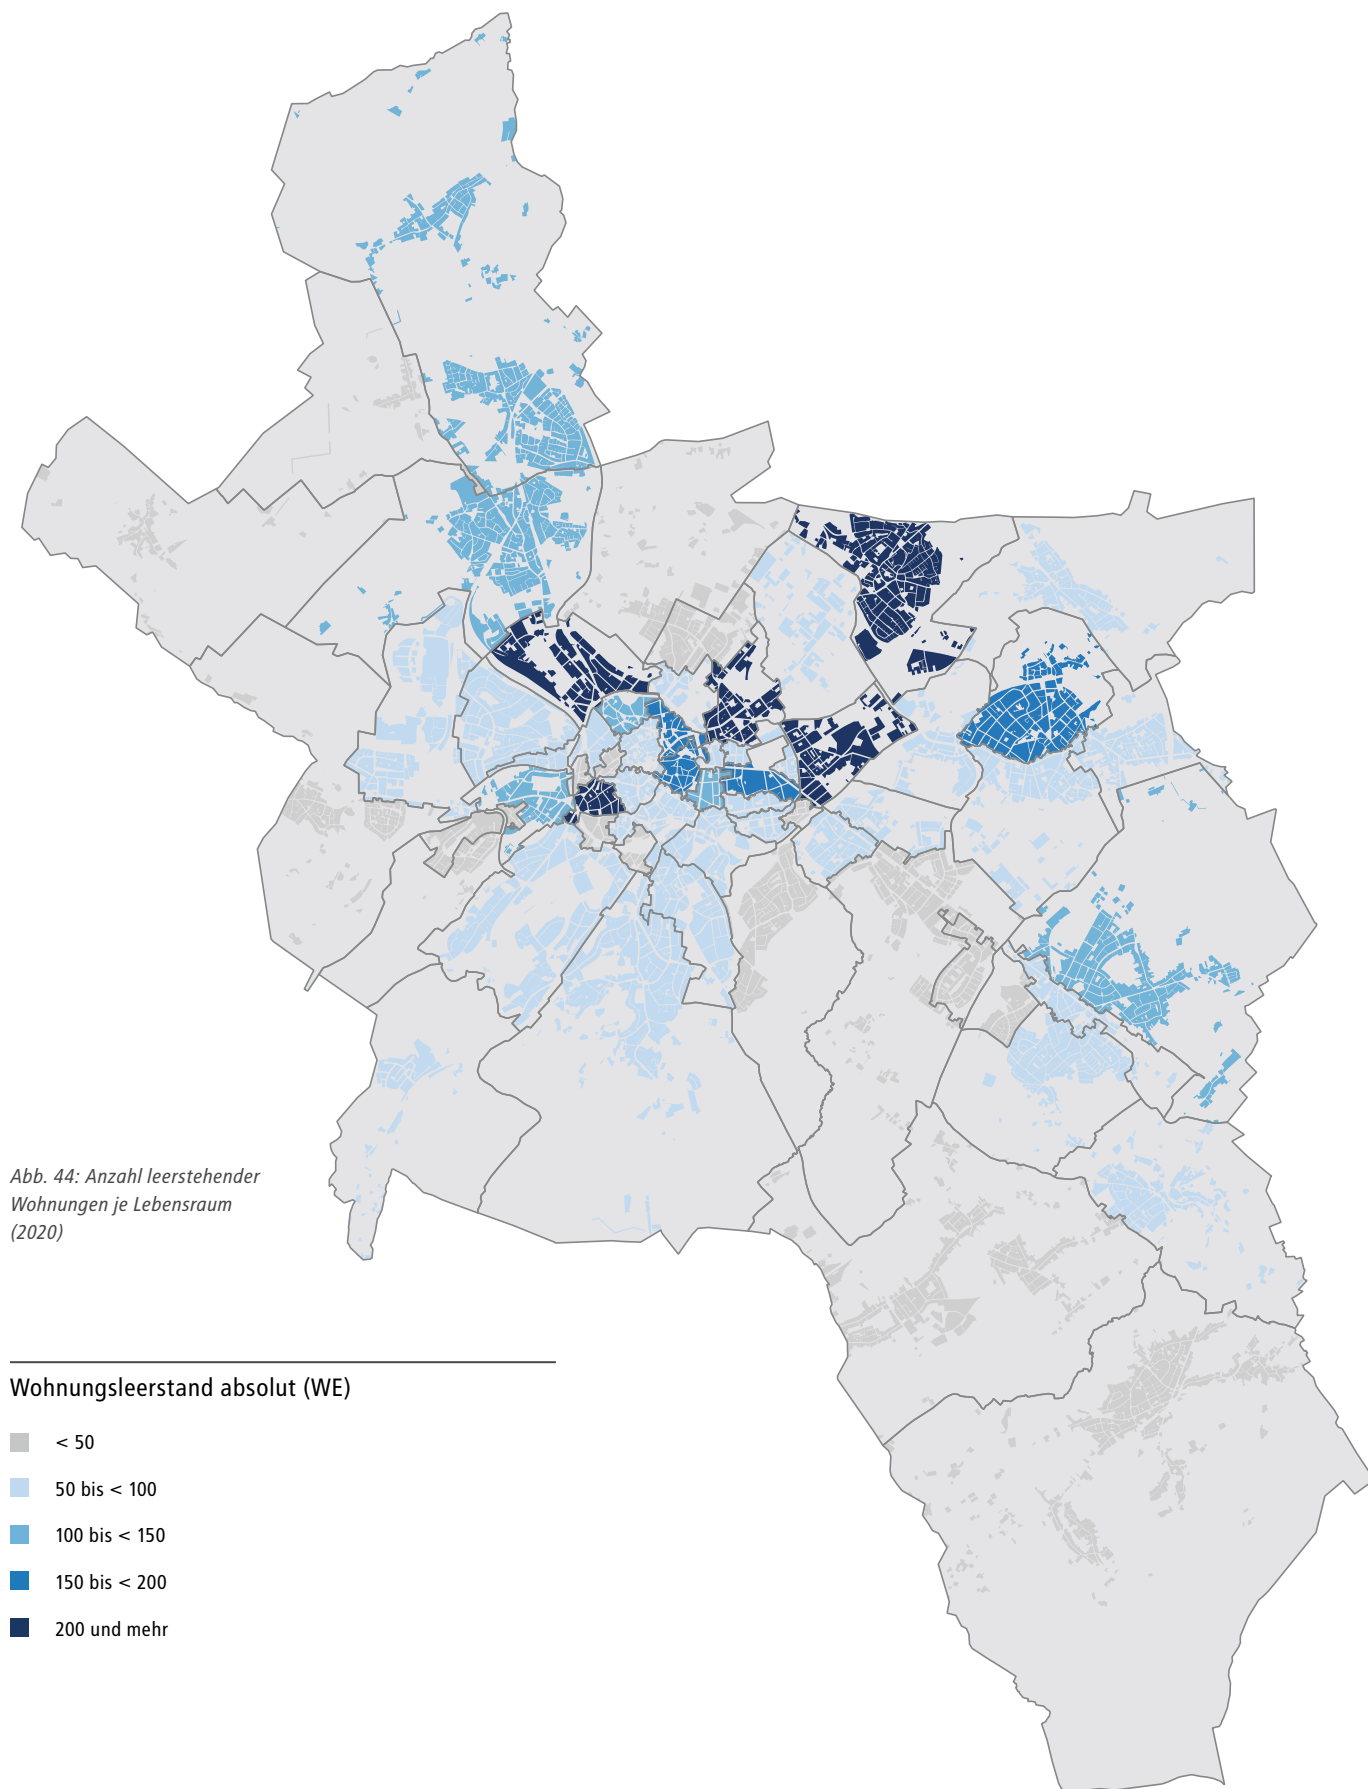 Abb. 44: Anzahl leerstehender
Wohnungen je Lebensraum
(2020)
Wohnungsleerstand absolut (WE)
< 50
50 bis < 100
100 bis < 150
150 bis < 200
200 und mehr